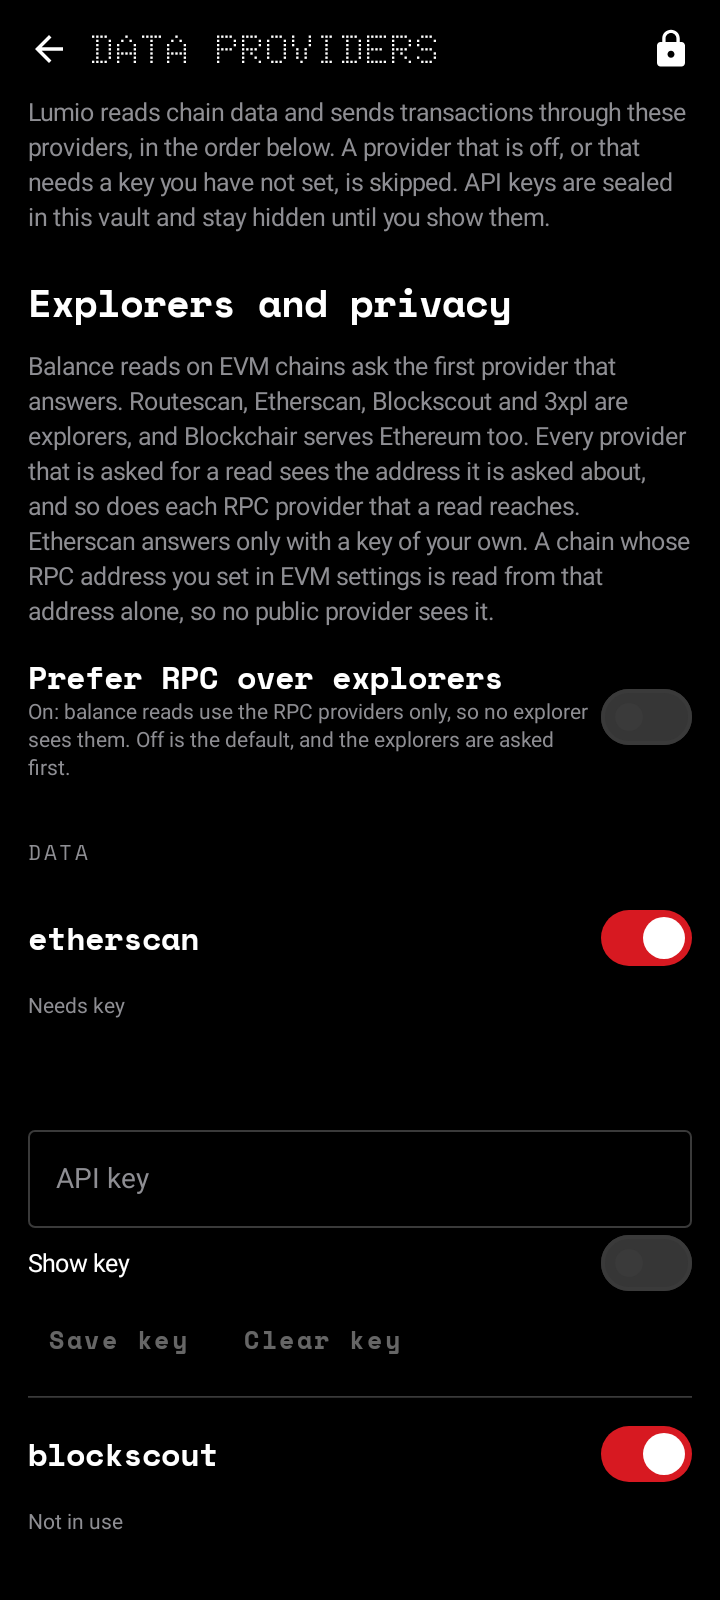 DATA PROVIDERS
Lumio reads chain data and sends transactions through these
providers, in the order below. A provider that is off, or that
needs a key you have not set, is skipped. API keys are sealed
in this vault and stay hidden until you show them.
Explorers and privacy
Balance reads on EVM chains ask the first provider that
answers. Routescan, Etherscan, Blockscout and 3xpl are
explorers, and Blockchair serves Ethereum too. Every provider
that is asked for a read sees the address it is asked about,
and so does each RPC provider that a read reaches.
Etherscan answers only with a key of your own. A chain whose
RPC address you set in EVM settings is read from that
address alone, so no public provider sees it.
Prefer RPC over explorers
On: balance reads use the RPC providers only, so no explorer
sees them. Off is the default, and the explorers are asked
first.
DATA
etherscan
Needs key
API key
Show key
Save key Clear key
blockscout
Not in use